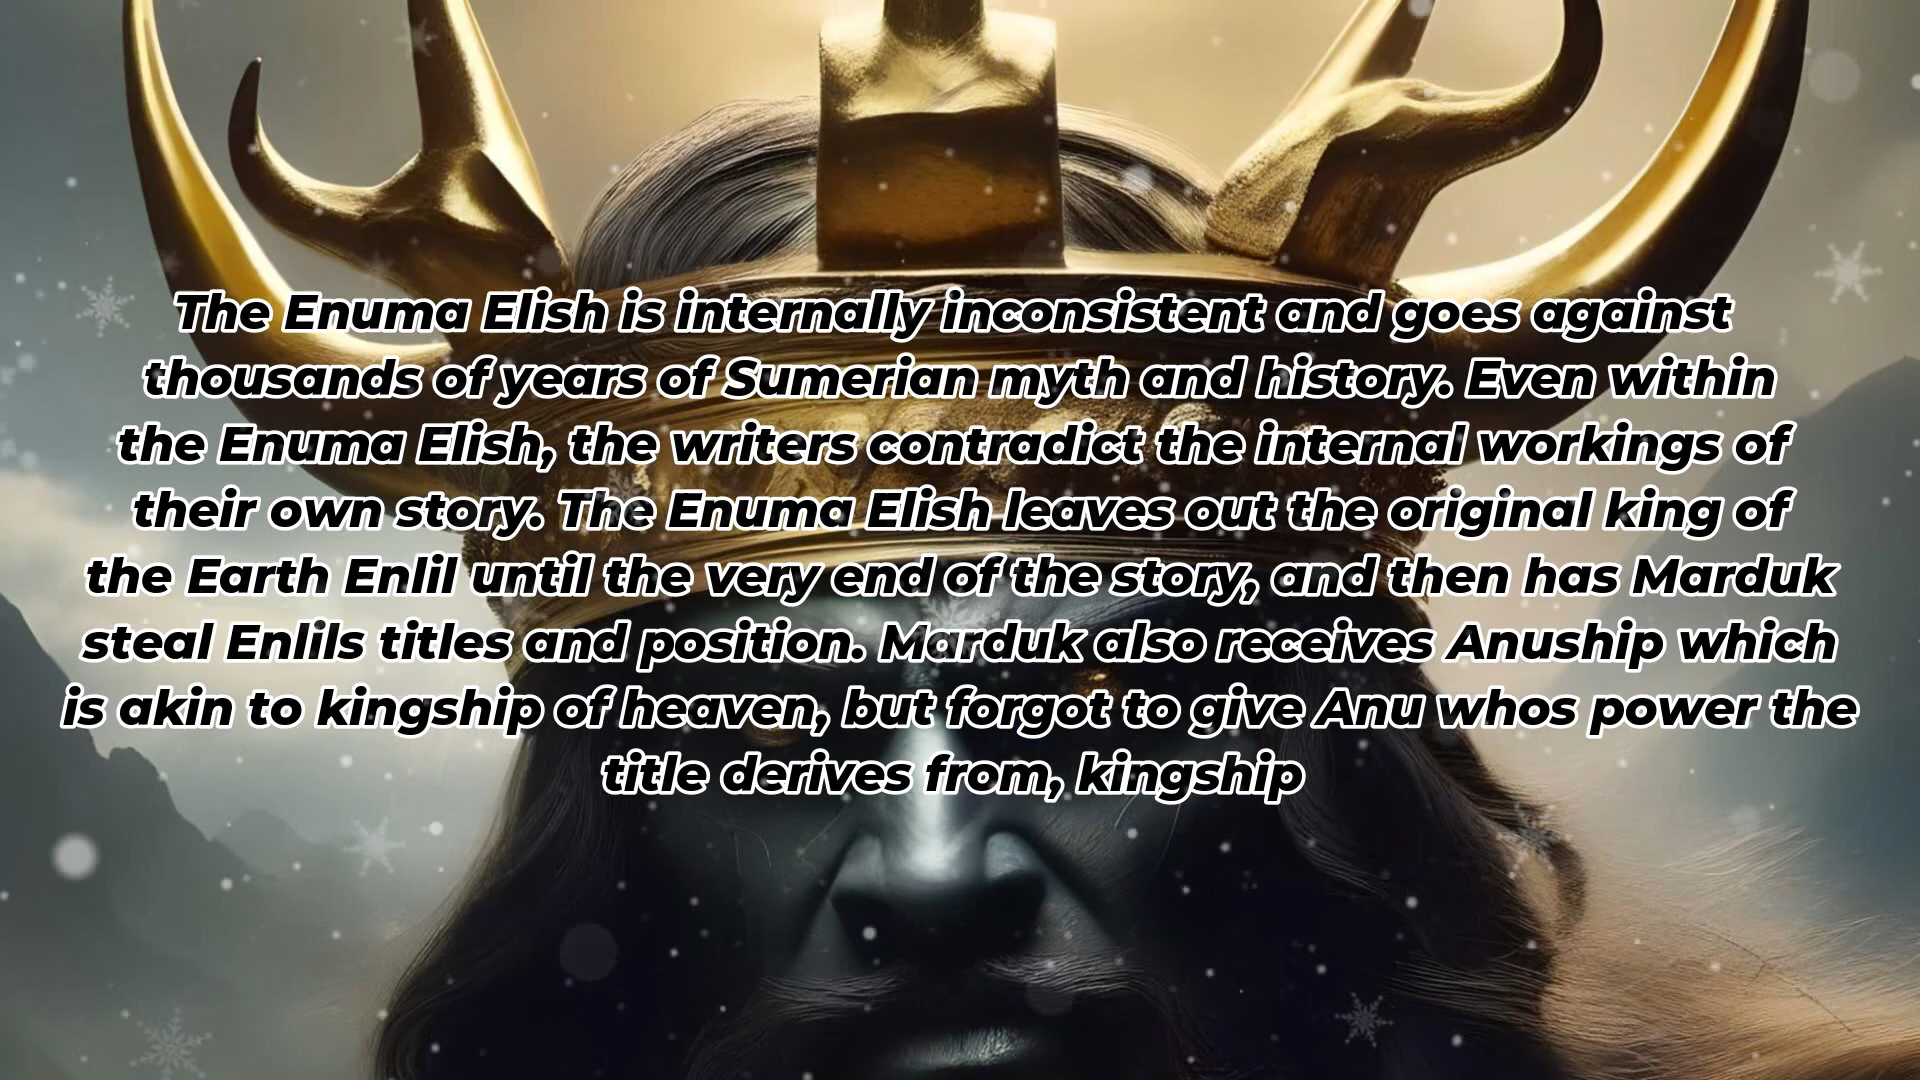 The Enuma Elish is internally inconsistent and goes against
thousands of years of Sumerian myth and history. Even within
the Enuma Elish, the writers contradict the internal workings of
their own story. The Enuma Elish leaves out the original king of
the Earth Enlil until the very end of the story, and then has Marduk
steal Enlils titles and position. Marduk also receives Anuship which
is akin to kingship of heaven, but forgot to give Anu whos power the
title derives from, kingship